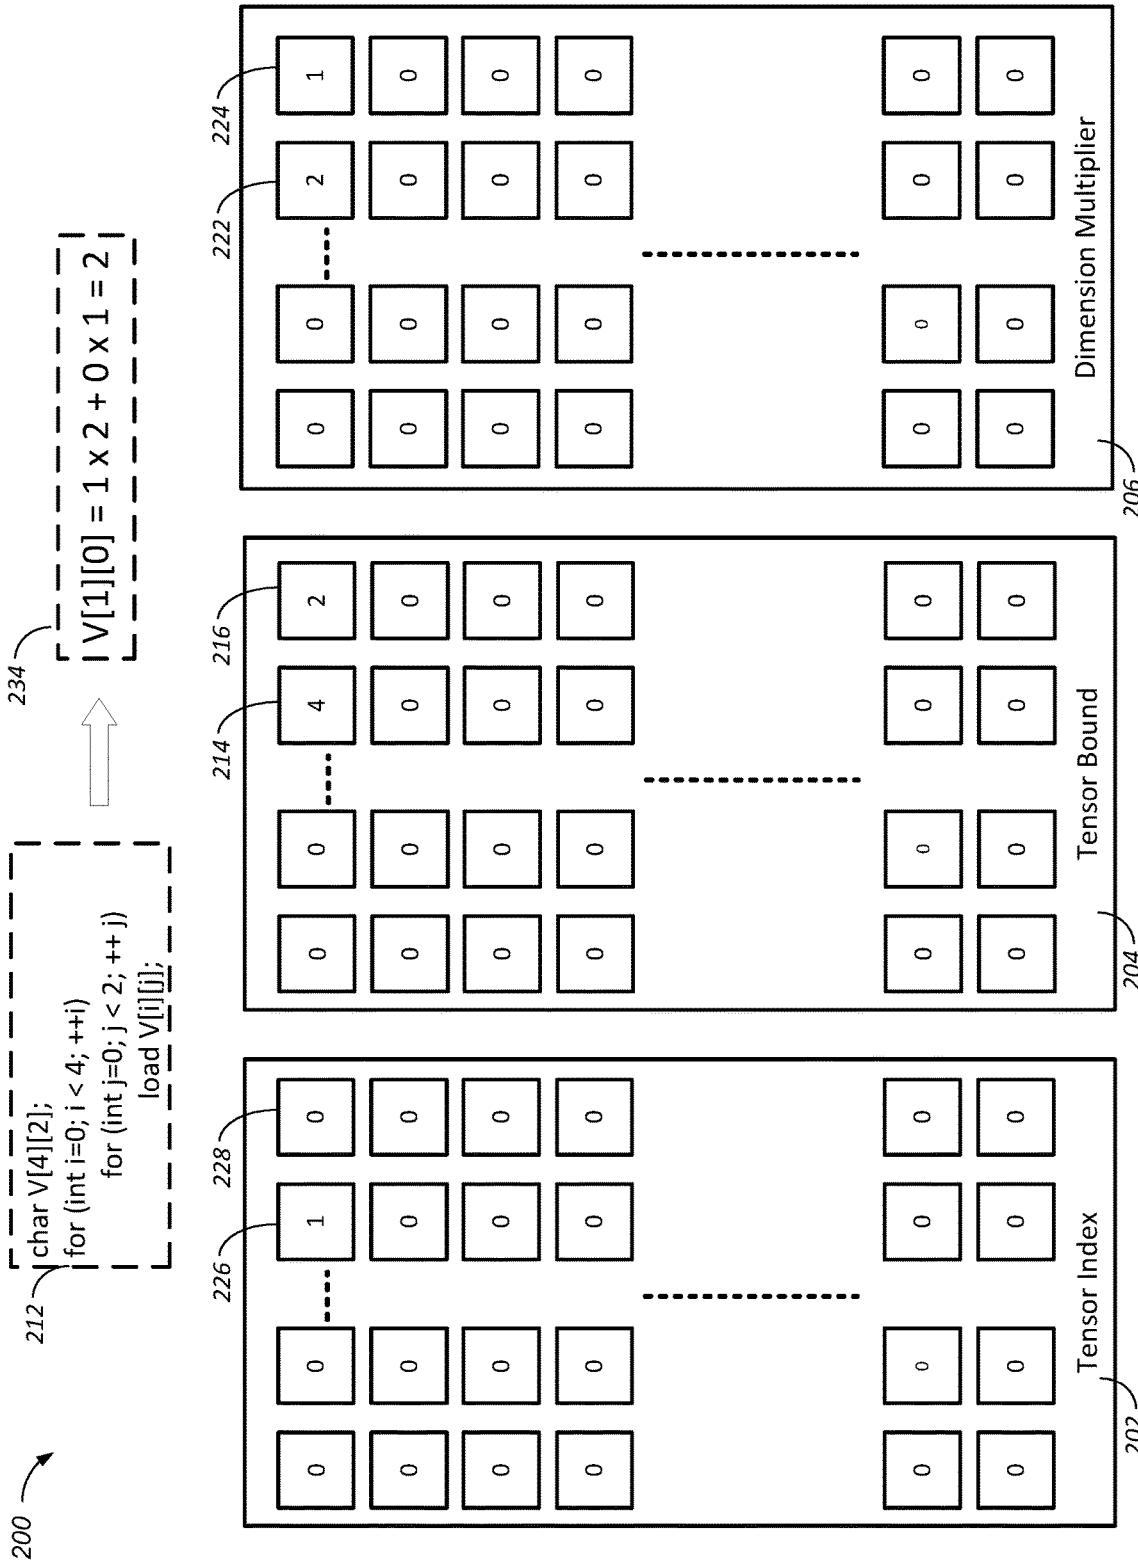 200
212
char V[4][2];
for (int i=0; i < 4; ++i)
for (int j=0; j < 2; ++ j)
load V[i][j];
234
V[1][0] = 1 x 2 + 0 x 1 = 2
226 228
0 0 1 0
0 0 0 0
0 0 0 0
0 0 0 0
0 0 0 0
0 0 0 0
Tensor Index
202
214 216
0 0 4 2
0 0 0 0
0 0 0 0
0 0 0 0
0 0 0 0
0 0 0 0
Tensor Bound
204
222 224
0 0 2 1
0 0 0 0
0 0 0 0
0 0 0 0
0 0 0 0
0 0 0 0
Dimension Multiplier
206